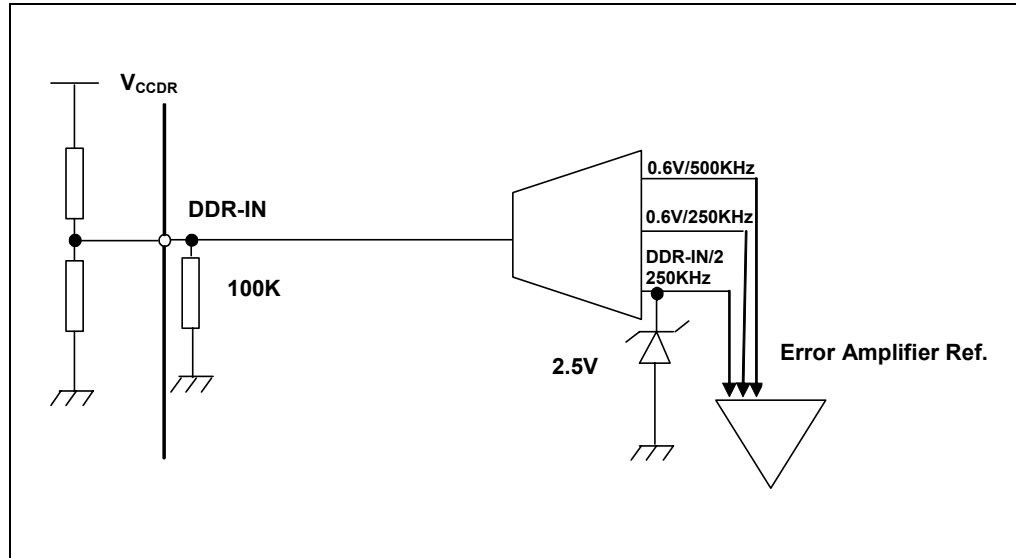 VCCDR
0.6V/500KHz
DDR-IN
0.6V/250KHz
DDR-IN/2
250KHz
100K
2.5V
Error Amplifier Ref.